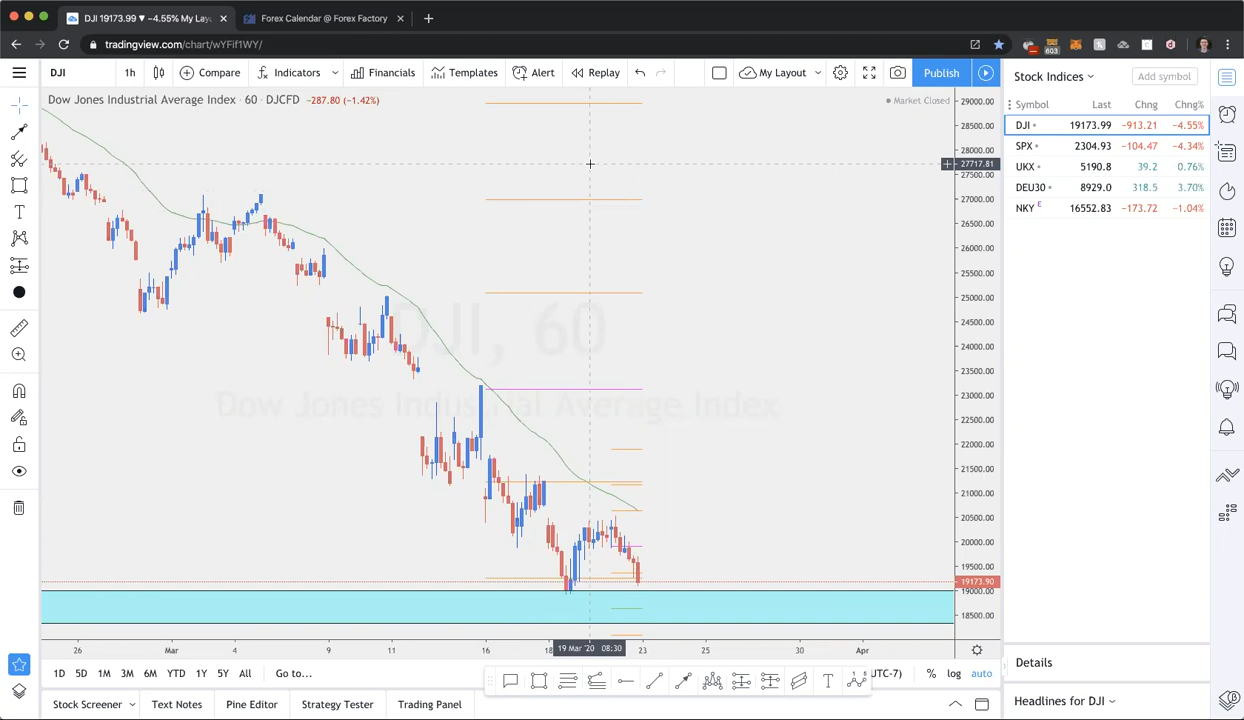 DJI 19173.99 ▼ −4.55% My Layo
Forex Calendar @ Forex Factory
tradingview.com/chart/wYFif1WY/
603
DJI 1h Compare Indicators Financials Templates Alert Replay My Layout Publish
Stock Indices Add symbol
Dow Jones Industrial Average Index · 60 · DJCFD −287.80 (−1.42%)
Market Closed
Symbol Last Chng Chng%
DJI 19173.99 −913.21 −4.55%
SPX 2304.93 −104.47 −4.34%
UKX 5190.8 39.2 0.76%
DEU30 8929.0 318.5 3.70%
NKY E 16552.83 −173.72 −1.04%
29000.00
28500.00
28000.00
27717.81
27500.00
27000.00
26500.00
26000.00
25500.00
25000.00
24500.00
24000.00
23500.00
23000.00
22500.00
22000.00
21500.00
21000.00
20500.00
20000.00
19500.00
19173.90
19000.00
18500.00
DJI, 60
Dow Jones Industrial Average Index
26 Mar 4 9 11 16 18 19 Mar '20 08:30 23 25 30 Apr
1D 5D 1M 3M 6M YTD 1Y 5Y All Go to...
T
UTC-7) % log auto
Details
Stock Screener Text Notes Pine Editor Strategy Tester Trading Panel
Headlines for DJI